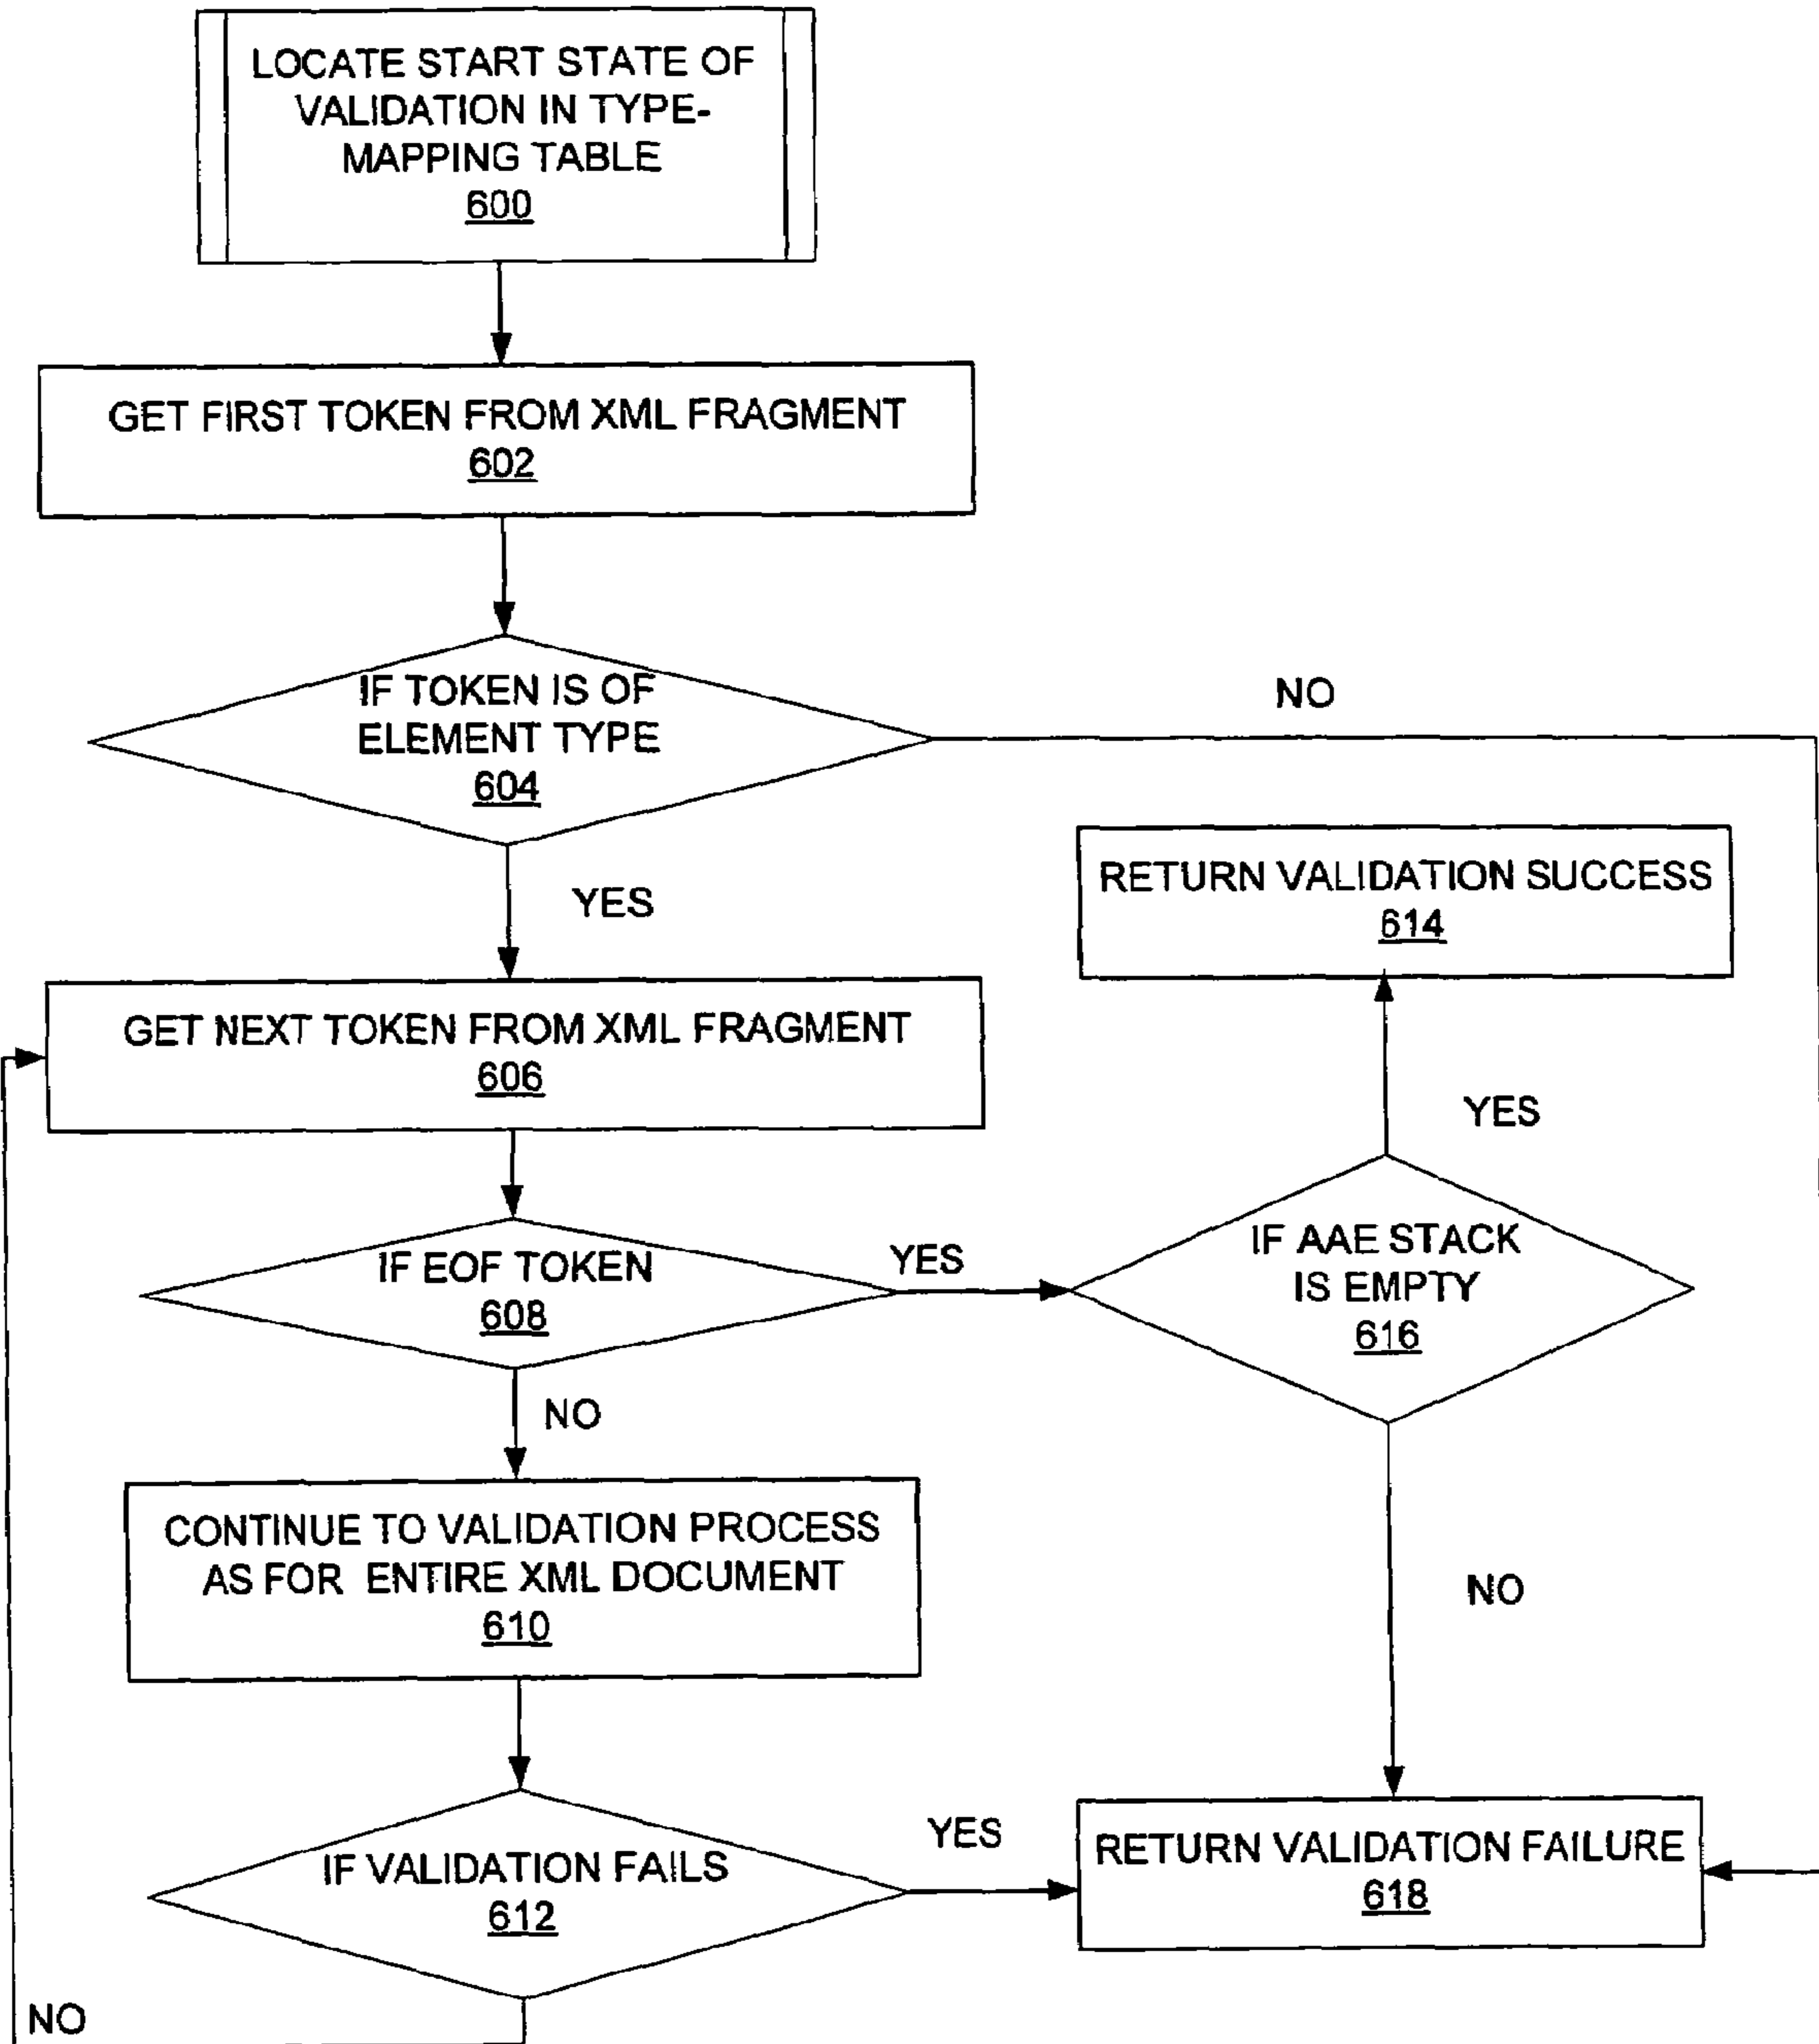 LOCATE START STATE OF
VALIDATION IN TYPE-
MAPPING TABLE
600
GET FIRST TOKEN FROM XML FRAGMENT
602
IF TOKEN IS OF
ELEMENT TYPE
604
NO
YES
RETURN VALIDATION SUCCESS
614
GET NEXT TOKEN FROM XML FRAGMENT
606
YES
IF EOF TOKEN
608
YES
IF AAE STACK
IS EMPTY
616
NO
CONTINUE TO VALIDATION PROCESS
AS FOR ENTIRE XML DOCUMENT
610
NO
IF VALIDATION FAILS
612
YES
RETURN VALIDATION FAILURE
618
NO